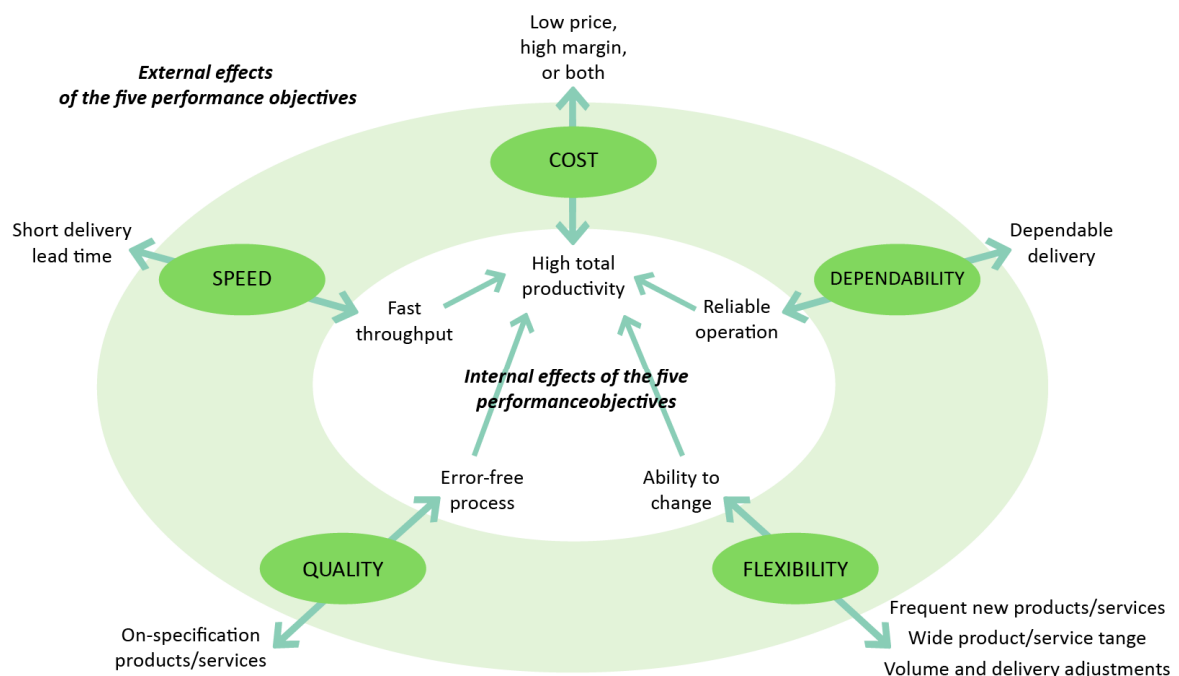 Low price,
high margin,
or both
External effects
of the five performance objectives
COST
Short delivery
lead time
SPEED
Dependable
delivery
DEPENDABILITY
High total
productivity
Fast
throughput
Reliable
operation
Internal effects of the five
performanceobjectives
Error-free
process
Ability to
change
QUALITY
FLEXIBILITY
On-specification
products/services
Frequent new products/services
Wide product/service tange
Volume and delivery adjustments